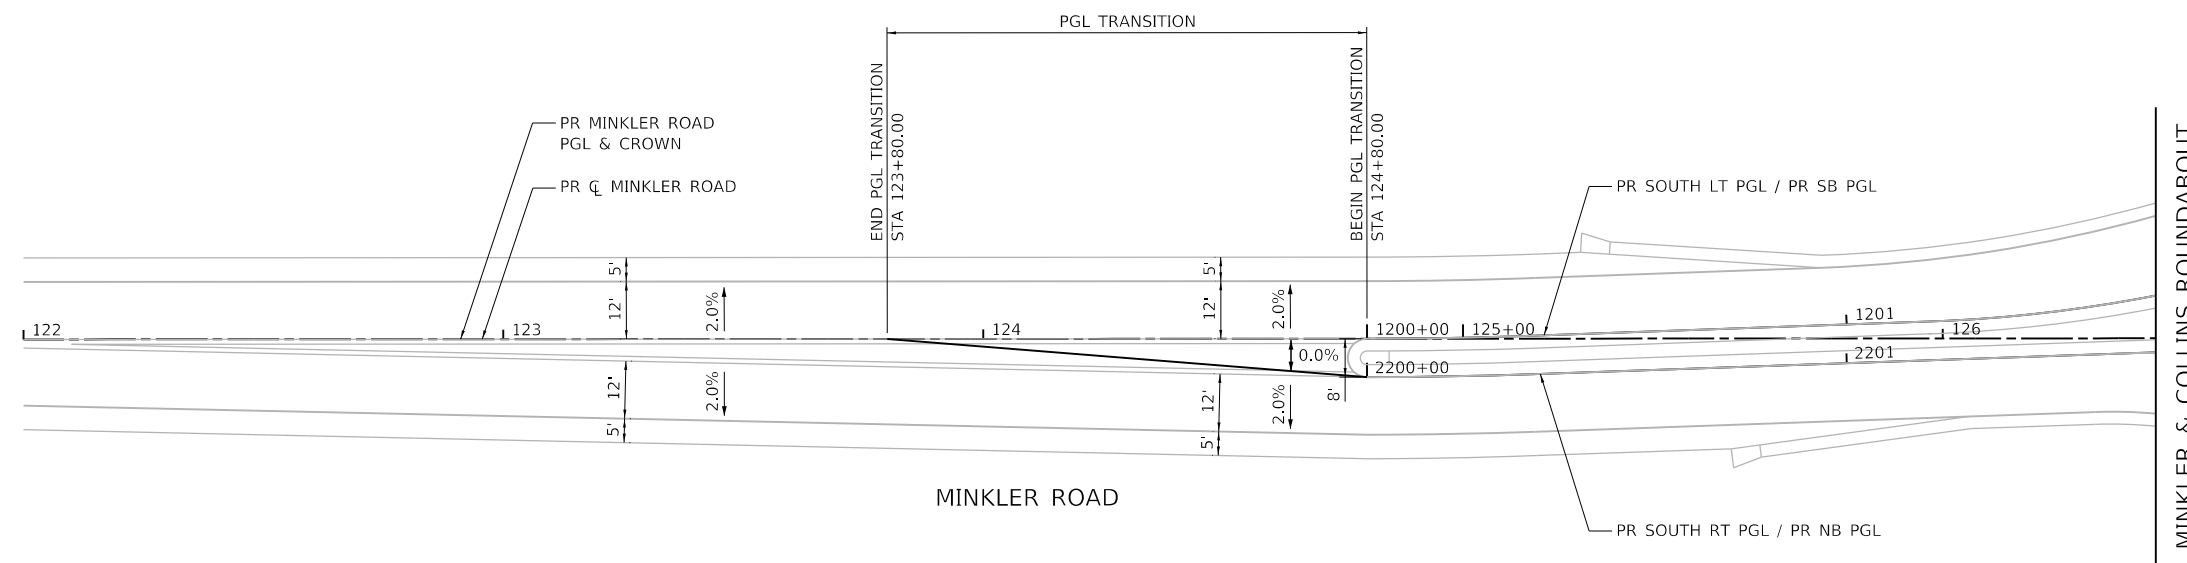 PGL TRANSITION
END PGL TRANSITION
STA 123+80.00
BEGIN PGL TRANSITION
STA 124+80.00
PR MINKLER ROAD
PGL & CROWN
PR ℄ MINKLER ROAD
PR SOUTH LT PGL / PR SB PGL
5'
5'
12'
2.0%
12'
2.0%
122
123
124
1200+00
125+00
1201
126
0.0%
2200+00
2201
8'
12'
2.0%
12'
2.0%
5'
5'
MINKLER ROAD
PR SOUTH RT PGL / PR NB PGL
MINKLER & COLLINS ROUNDABOUT